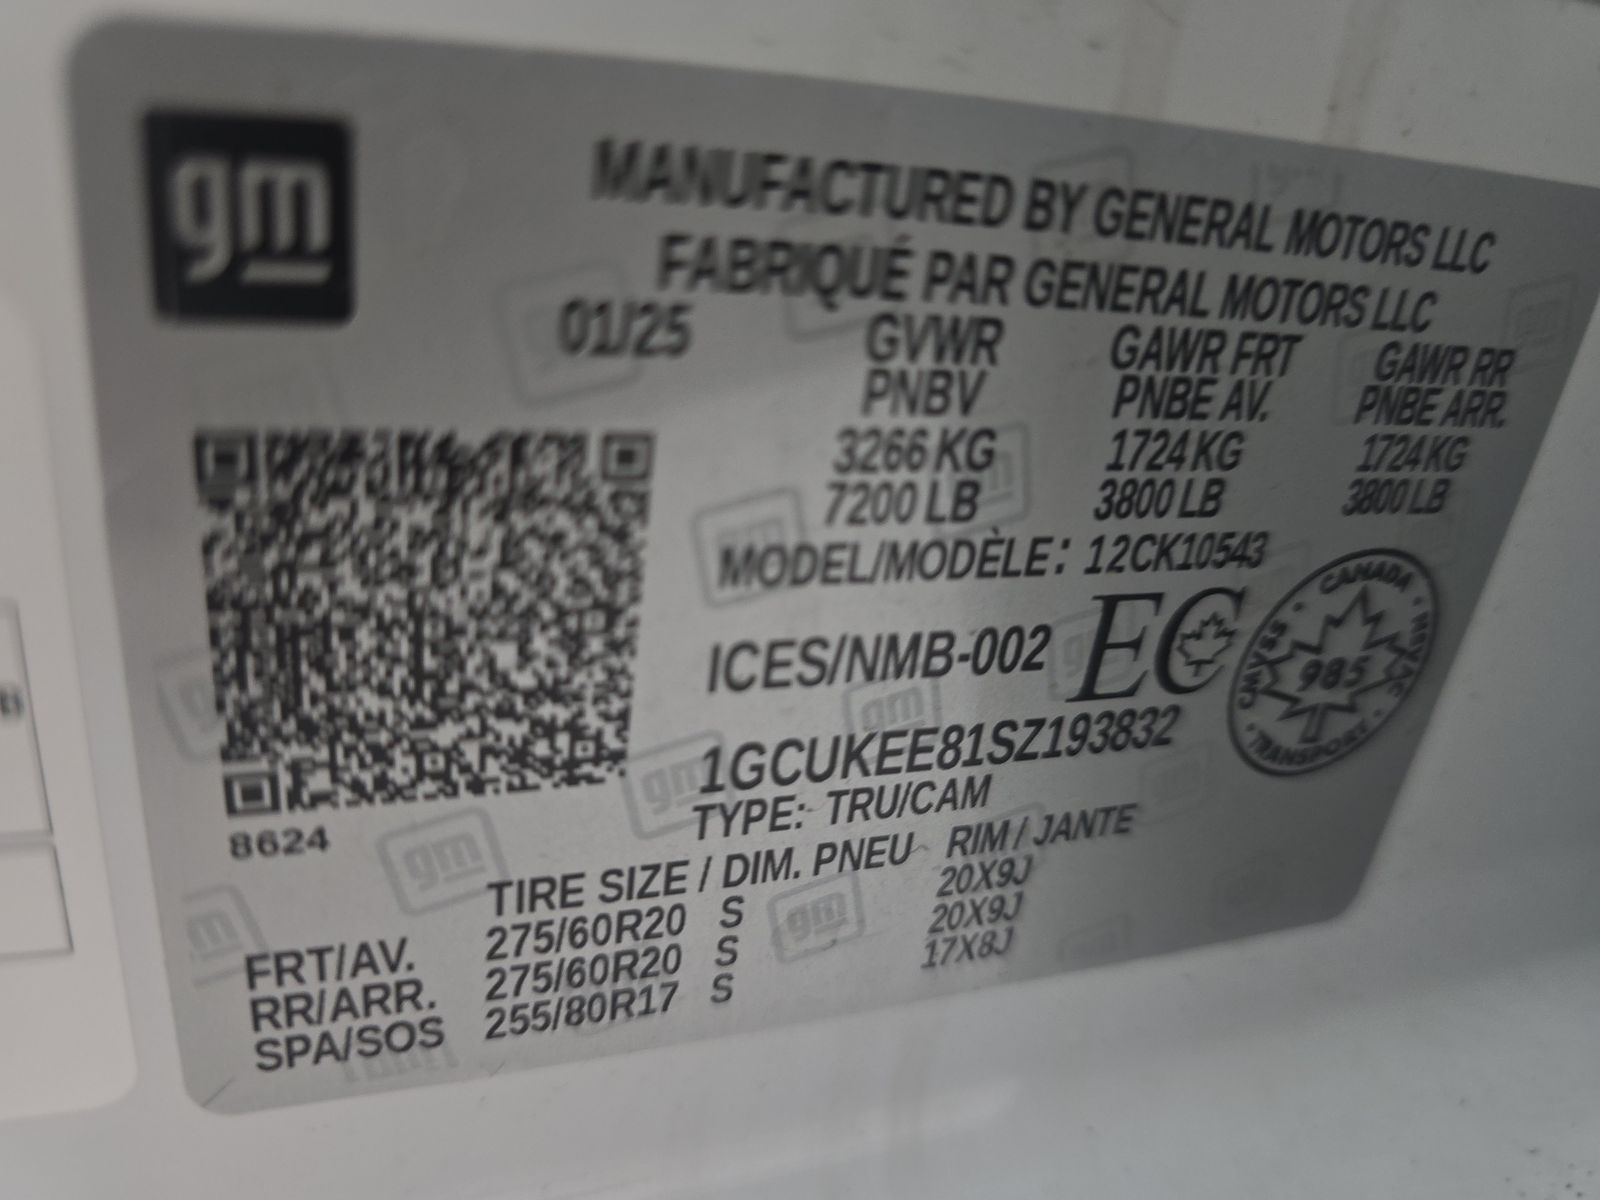 gm
MANUFACTURED BY GENERAL MOTORS LLC
FABRIQUÉ PAR GENERAL MOTORS LLC
01/25
GVWR GAWR FRT GAWR RR
PNBV PNBE AV. PNBE ARR.
3266 KG 1724 KG 1724 KG
7200 LB 3800 LB 3800 LB
MODEL/MODÈLE: 12CK10543
ICES/NMB-002 EC
CANADA
CMVSS 985 NSVAC
TRANSPORT
1GCUKEE81SZ193832
TYPE: TRU/CAM
8624
TIRE SIZE / DIM. PNEU RIM / JANTE
FRT/AV. 275/60R20 S 20X9J
RR/ARR. 275/60R20 S 20X9J
SPA/SOS 255/80R17 S 17X8J